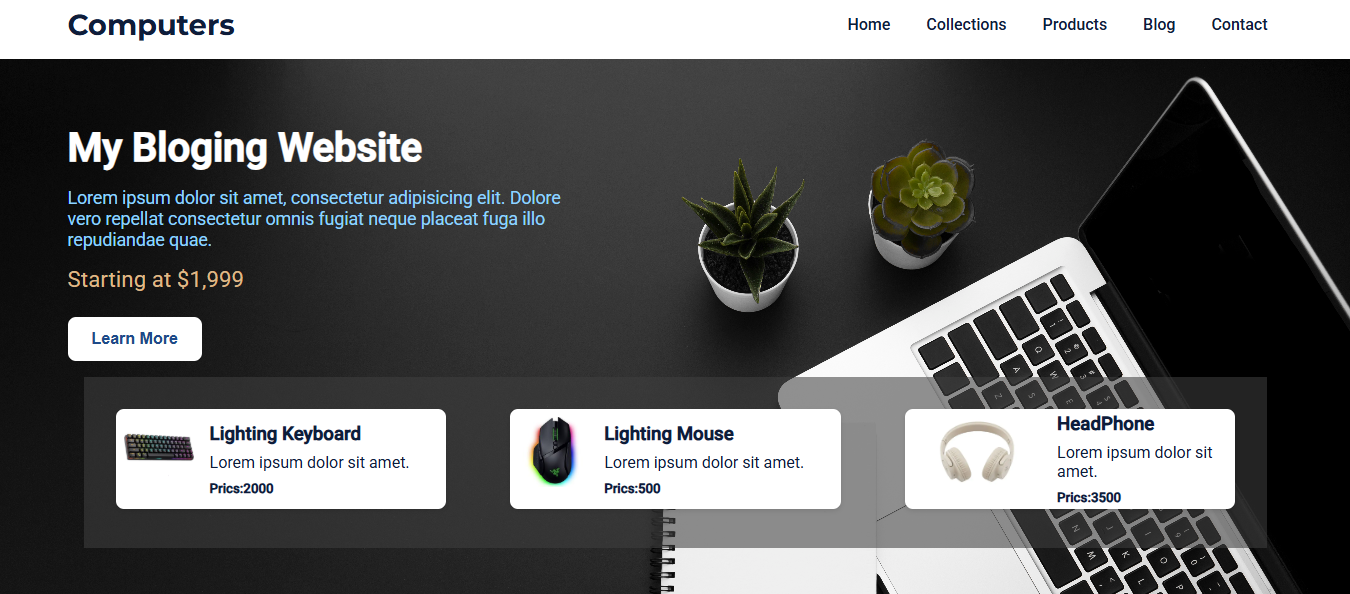 Computers
Home Collections Products Blog Contact
My Bloging Website
Lorem ipsum dolor sit amet, consectetur adipisicing elit. Dolore
vero repellat consectetur omnis fugiat neque placeat fuga illo
repudiandae quae.
Starting at $1,999
Learn More
Lighting Keyboard
Lorem ipsum dolor sit amet.
Prics:2000
Lighting Mouse
Lorem ipsum dolor sit amet.
Prics:500
HeadPhone
Lorem ipsum dolor sit
amet.
Prics:3500